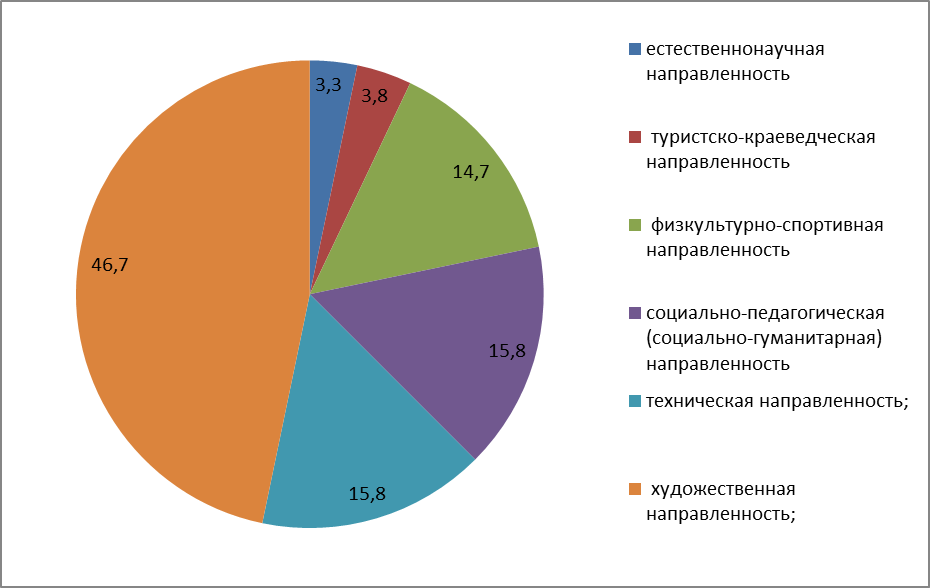 3,3
3,8
14,7
15,8
15,8
46,7
естественнонаучная
направленность
туристско-краеведческая
направленность
физкультурно-спортивная
направленность
социально-педагогическая
(социально-гуманитарная)
направленность
техническая направленность;
художественная
направленность;